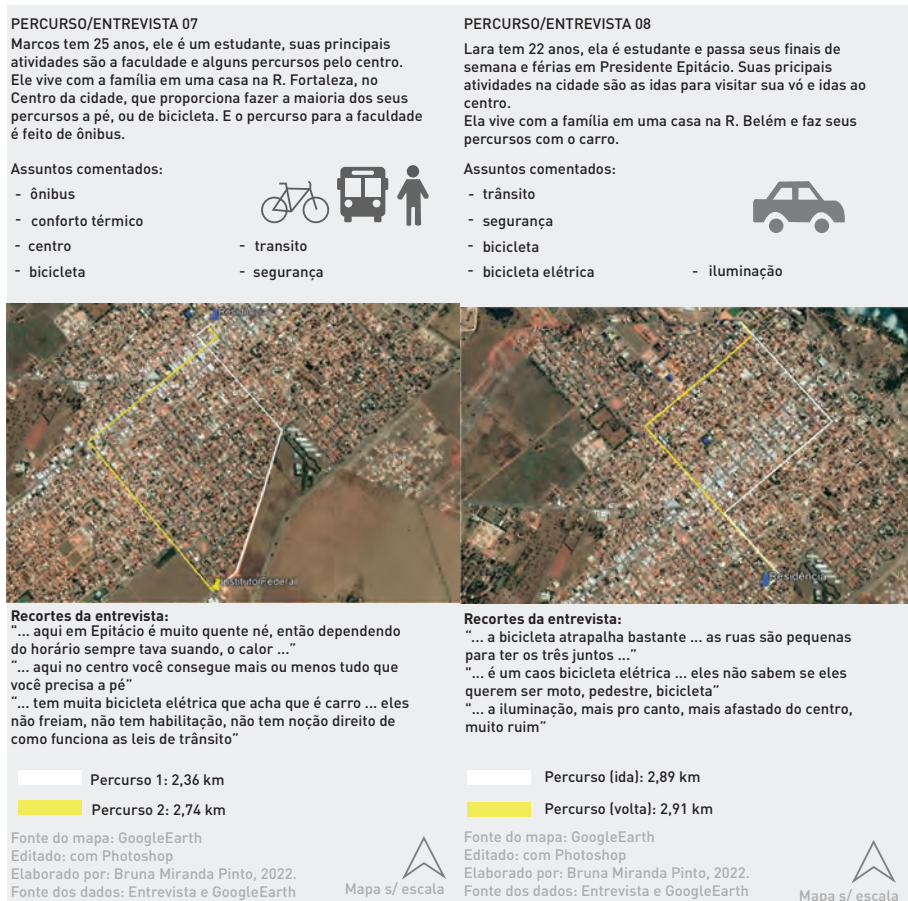 PERCURSO/ENTREVISTA 07
Marcos tem 25 anos, ele é um estudante, suas principais
atividades são a faculdade e alguns percursos pelo centro.
Ele vive com a família em uma casa na R. Fortaleza, no
Centro da cidade, que proporciona fazer a maioria dos seus
percursos a pé, ou de bicicleta. E o percurso para a faculdade
é feito de ônibus.
Assuntos comentados:
- ônibus
- conforto térmico
- centro
- transito
- bicicleta
- segurança
Instituto Federal
Recortes da entrevista:
"... aqui em Epitácio é muito quente né, então dependendo
do horário sempre tava suando, o calor ..."
"... aqui no centro você consegue mais ou menos tudo que
você precisa a pé"
"... tem muita bicicleta elétrica que acha que é carro ... eles
não freiam, não tem habilitação, não tem noção direito de
como funciona as leis de trânsito"
Percurso 1: 2,36 km
Percurso 2: 2,74 km
Fonte do mapa: GoogleEarth
Editado: com Photoshop
Elaborado por: Bruna Miranda Pinto, 2022.
Fonte dos dados: Entrevista e GoogleEarth
Mapa s/ escala
PERCURSO/ENTREVISTA 08
Lara tem 22 anos, ela é estudante e passa seus finais de
semana e férias em Presidente Epitácio. Suas pricipais
atividades na cidade são as idas para visitar sua vó e idas ao
centro.
Ela vive com a família em uma casa na R. Belém e faz seus
percursos com o carro.
Assuntos comentados:
- trânsito
- segurança
- bicicleta
- bicicleta elétrica
- iluminação
Residência
Recortes da entrevista:
"... a bicicleta atrapalha bastante ... as ruas são pequenas
para ter os três juntos ..."
"... é um caos bicicleta elétrica ... eles não sabem se eles
querem ser moto, pedestre, bicicleta"
"... a iluminação, mais pro canto, mais afastado do centro,
muito ruim"
Percurso (ida): 2,89 km
Percurso (volta): 2,91 km
Fonte do mapa: GoogleEarth
Editado: com Photoshop
Elaborado por: Bruna Miranda Pinto, 2022.
Fonte dos dados: Entrevista e GoogleEarth
Mapa s/ escala